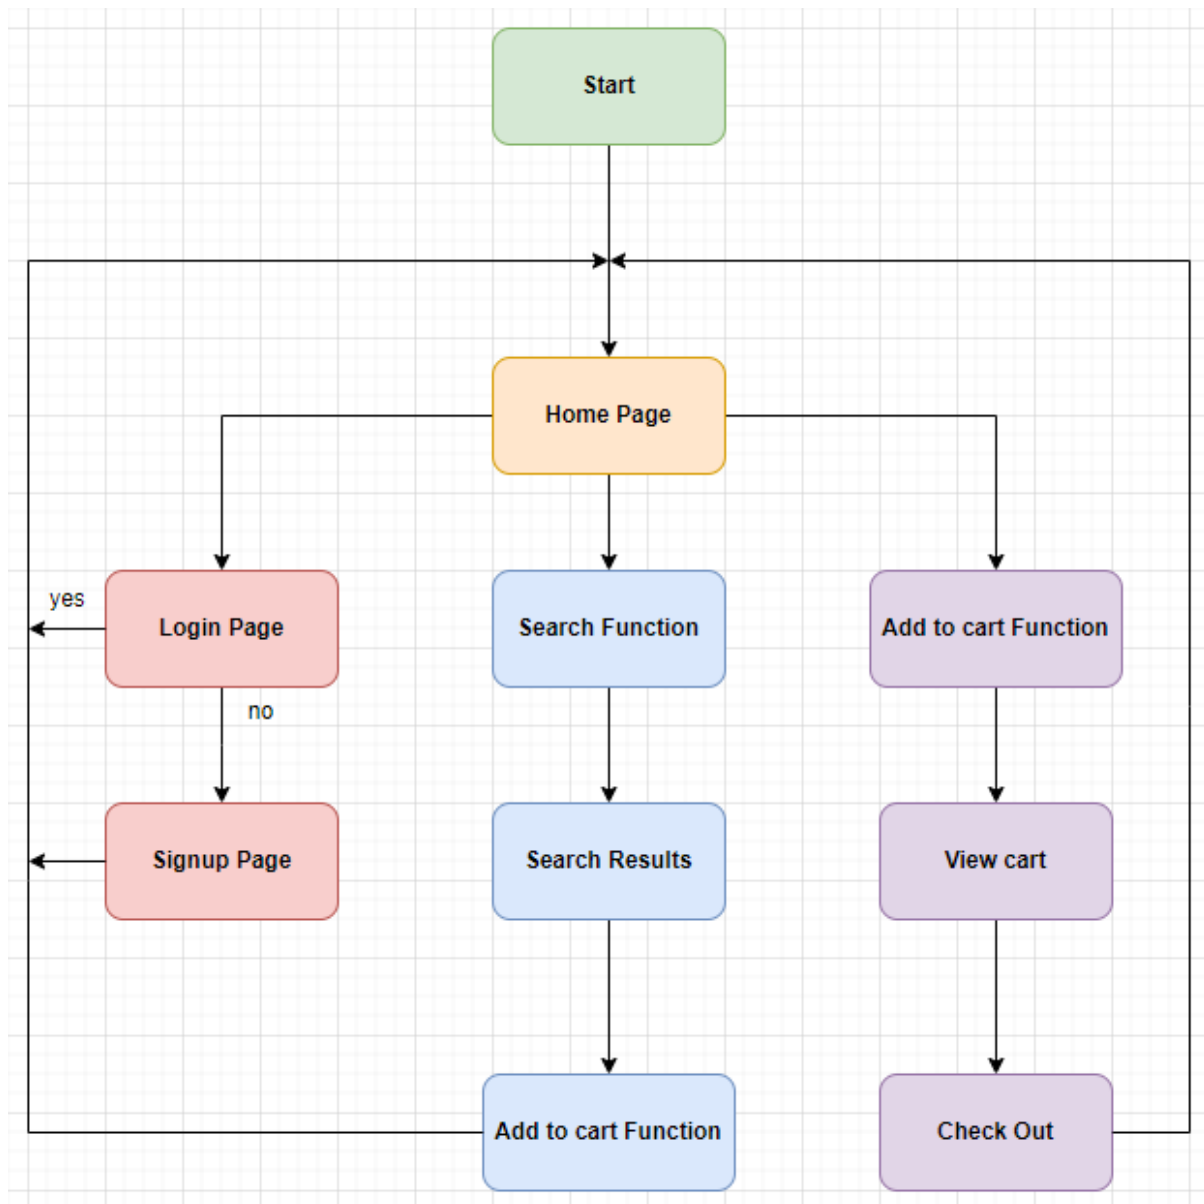 Start
Home Page
Login Page
Search Function
Add to cart Function
yes
no
Signup Page
Search Results
View cart
Add to cart Function
Check Out